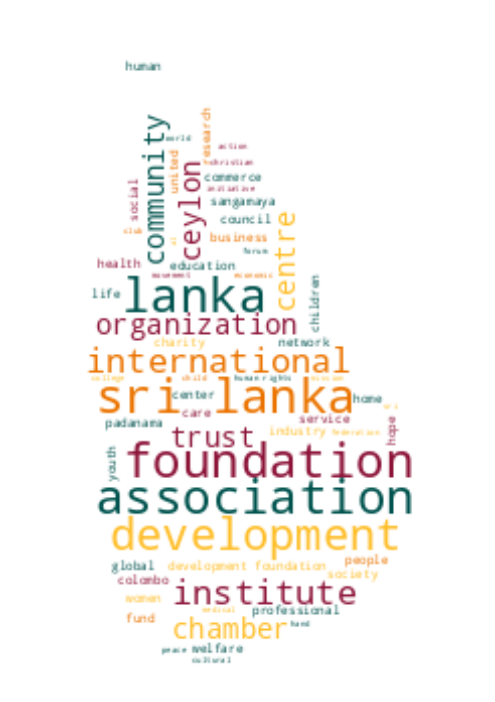 human
community
world
research
action
united
christian
ceylon
commerce
initiative
social
sangamaya
council
centre
business
forum
health
education
movement
economic
life
lanka
children
organization
charity
network
international
college
child
human rights
mission
sri lanka
center
home
care
padanama
service
hope
trust
industry
federation
youth
foundation
association
development
global
development foundation
people
society
colombo
institute
women
medical
professional
fund
chamber
hand
peace
welfare
cultural